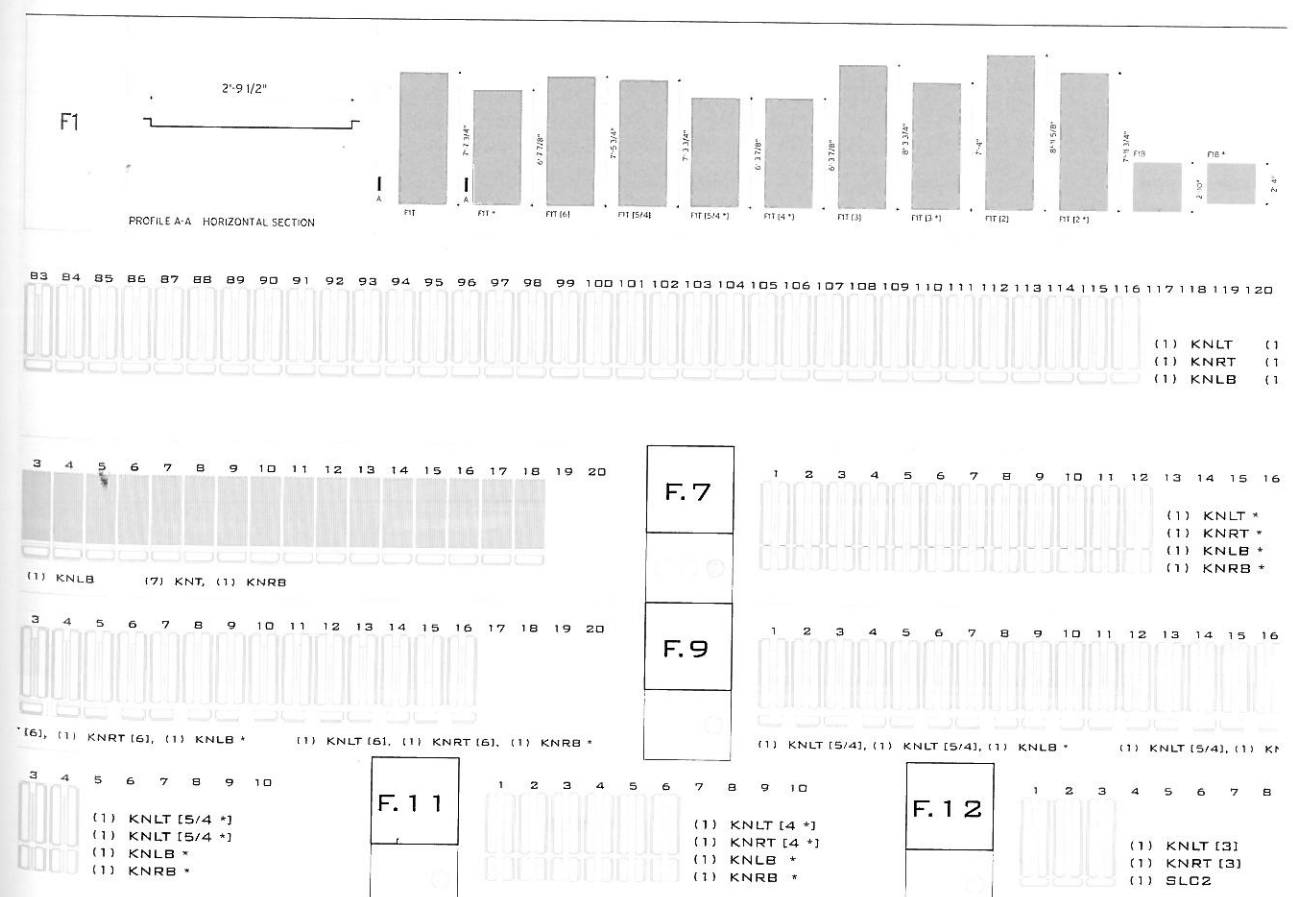 F1
2'-9 1/2"
PROFILE A-A HORIZONTAL SECTION
A
F1T
7'-7 3/4"
A
F1T *
6'-7 7/8"
F1T [6]
7'-5 3/4"
F1T [5/4]
7'-3 3/4"
F1T [5/4 *]
6'-3 7/8"
F1T [4 *]
6'-3 7/8"
F1T [3]
8'-3 3/4"
F1T [3 *]
7'-4"
F1T [2]
8'-11 5/8"
F1T [2 *]
7'-11 3/4"
F1B
2'-10"
F1B *
2'-4"
83 84 85 86 87 88 89 90 91 92 93 94 95 96 97 98 99 100 101 102 103 104 105 106 107 108 109 110 111 112 113 114 115 116 117 118 119 120
(1) KNLT (1
(1) KNRT (1
(1) KNLB (1
3 4 5 6 7 8 9 10 11 12 13 14 15 16 17 18 19 20
(1) KNLB (7) KNT, (1) KNRB
F.7
1 2 3 4 5 6 7 8 9 10 11 12 13 14 15 16
(1) KNLT *
(1) KNRT *
(1) KNLB *
(1) KNRB *
3 4 5 6 7 8 9 10 11 12 13 14 15 16 17 18 19 20
[6], (1) KNRT [6], (1) KNLB * (1) KNLT [6], (1) KNRT [6], (1) KNRB *
F.9
1 2 3 4 5 6 7 8 9 10 11 12 13 14 15 16
(1) KNLT [5/4], (1) KNLT [5/4], (1) KNLB * (1) KNLT [5/4], (1) KN
3 4 5 6 7 8 9 10
(1) KNLT [5/4 *]
(1) KNLT [5/4 *]
(1) KNLB *
(1) KNRB *
F.11
1 2 3 4 5 6 7 8 9 10
(1) KNLT [4 *]
(1) KNRT [4 *]
(1) KNLB *
(1) KNRB *
F.12
1 2 3 4 5 6 7 8
(1) KNLT [3]
(1) KNRT [3]
(1) SLC2